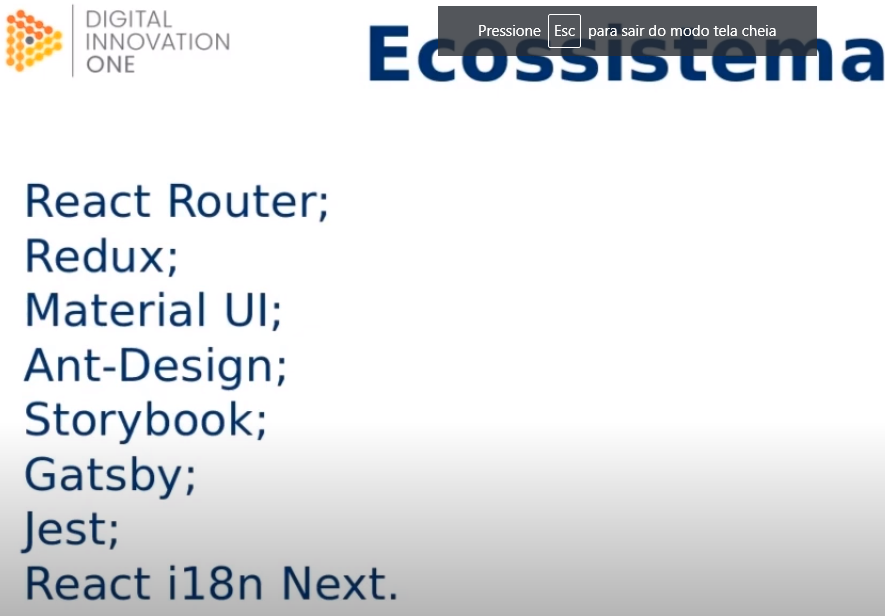 DIGITAL
INNOVATION
ONE
Ecossistema
Pressione Esc para sair do modo tela cheia
React Router;
Redux;
Material UI;
Ant-Design;
Storybook;
Gatsby;
Jest;
React i18n Next.